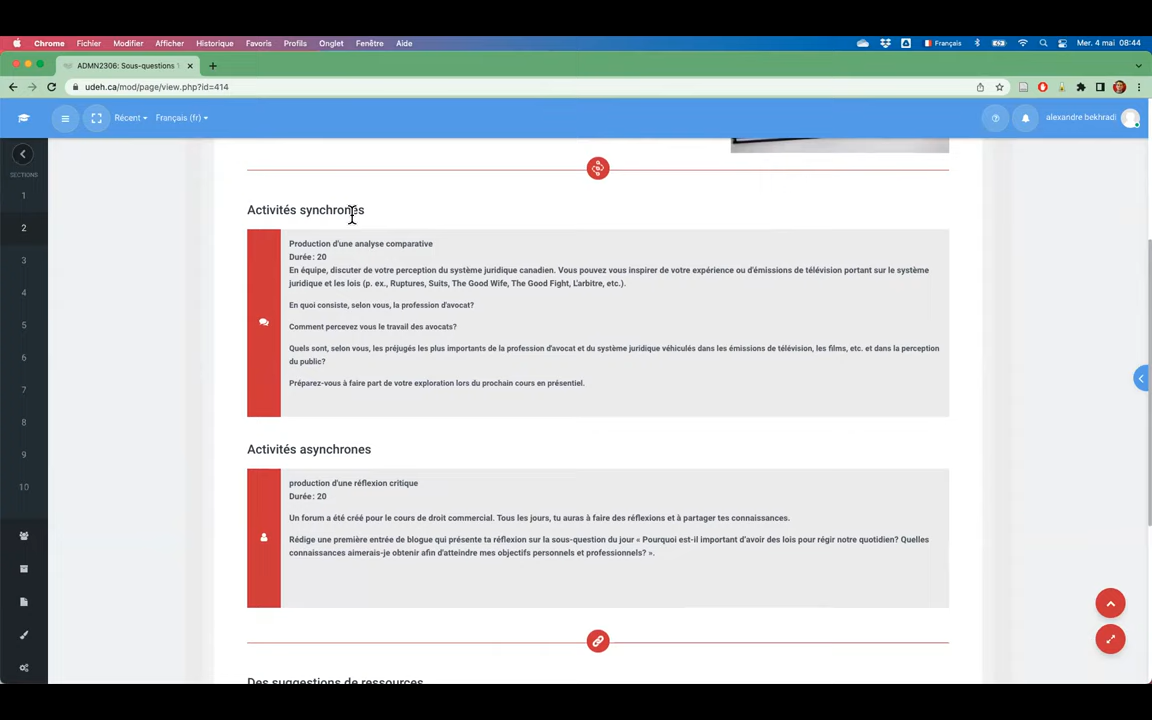 Chrome Fichier Modifier Afficher Historique Favoris Profils Onglet Fenêtre Aide Français Mer. 4 mai 08:44
ADMN2306: Sous-questions 1
udeh.ca/mod/page/view.php?id=414
Récent Français (fr) alexandre bekhradi
SECTIONS
1
2
3
4
5
6
7
8
9
10
Activités synchrones
Production d'une analyse comparative
Durée : 20
En équipe, discuter de votre perception du système juridique canadien. Vous pouvez vous inspirer de votre expérience ou d'émissions de télévision portant sur le système
juridique et les lois (p. ex., Ruptures, Suits, The Good Wife, The Good Fight, L'arbitre, etc.).
En quoi consiste, selon vous, la profession d'avocat?
Comment percevez vous le travail des avocats?
Quels sont, selon vous, les préjugés les plus importants de la profession d'avocat et du système juridique véhiculés dans les émissions de télévision, les films, etc. et dans la perception
du public?
Préparez-vous à faire part de votre exploration lors du prochain cours en présentiel.
Activités asynchrones
production d'une réflexion critique
Durée : 20
Un forum a été créé pour le cours de droit commercial. Tous les jours, tu auras à faire des réflexions et à partager tes connaissances.
Rédige une première entrée de blogue qui présente ta réflexion sur la sous-question du jour « Pourquoi est-il important d'avoir des lois pour régir notre quotidien? Quelles
connaissances aimerais-je obtenir afin d'atteindre mes objectifs personnels et professionnels? ».
Des suggestions de ressources